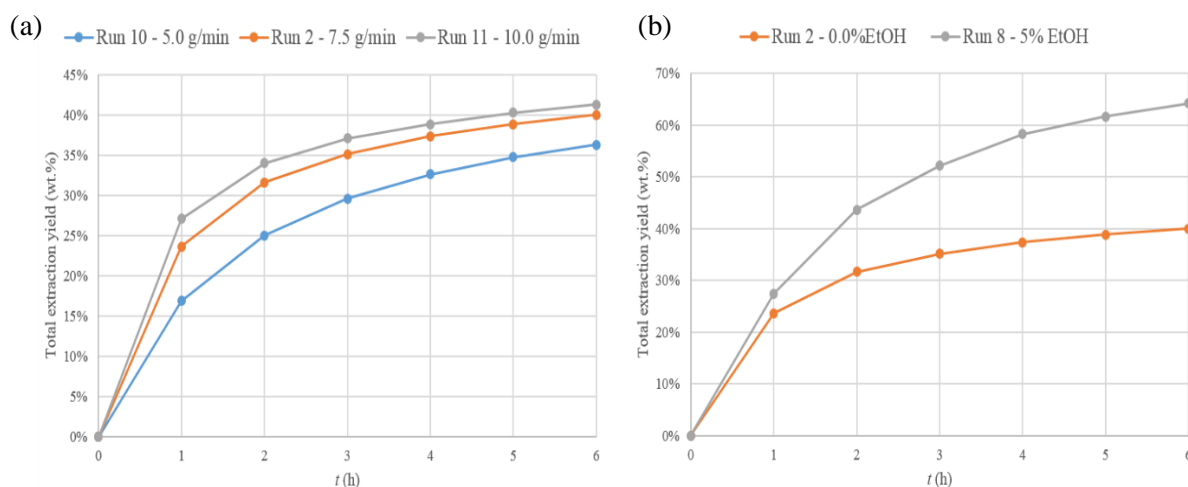 (a)
Run 10 - 5.0 g/min Run 2 - 7.5 g/min Run 11 - 10.0 g/min
Total extraction yield (wt.%)
45%
40%
35%
30%
25%
20%
15%
10%
5%
0%
0 1 2 3 4 5 6
t (h)
(b)
Run 2 - 0.0%EtOH Run 8 - 5% EtOH
Total extraction yield (wt.%)
70%
60%
50%
40%
30%
20%
10%
0%
0 1 2 3 4 5 6
t (h)